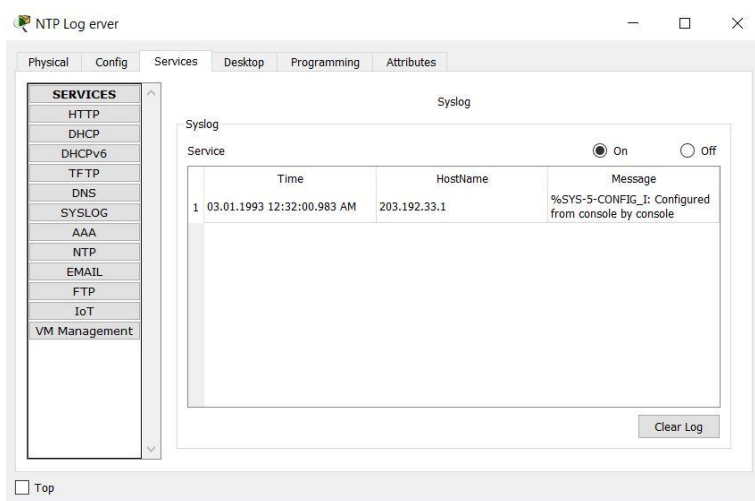 NTP Log erver
Physical Config Services Desktop Programming Attributes
SERVICES
HTTP
DHCP
DHCPv6
TFTP
DNS
SYSLOG
AAA
NTP
EMAIL
FTP
IoT
VM Management
Syslog
Syslog
Service On Off
Time HostName Message
1 03.01.1993 12:32:00.983 AM 203.192.33.1 %SYS-5-CONFIG_I: Configured
from console by console
Clear Log
Top